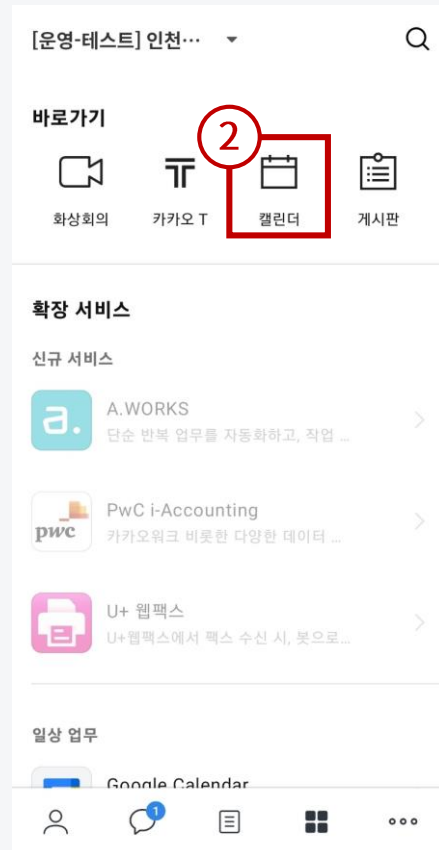 [운영-테스트] 인천…
바로가기
2
화상회의 카카오 T 캘린더 게시판
확장 서비스
신규 서비스
a.
A.WORKS
단순 반복 업무를 자동화하고, 작업 ...
pwc
PwC i-Accounting
카카오워크 비롯한 다양한 데이터 ...
U+ 웹팩스
U+웹팩스에서 팩스 수신 시, 봇으로...
일상 업무
Google Calendar
1